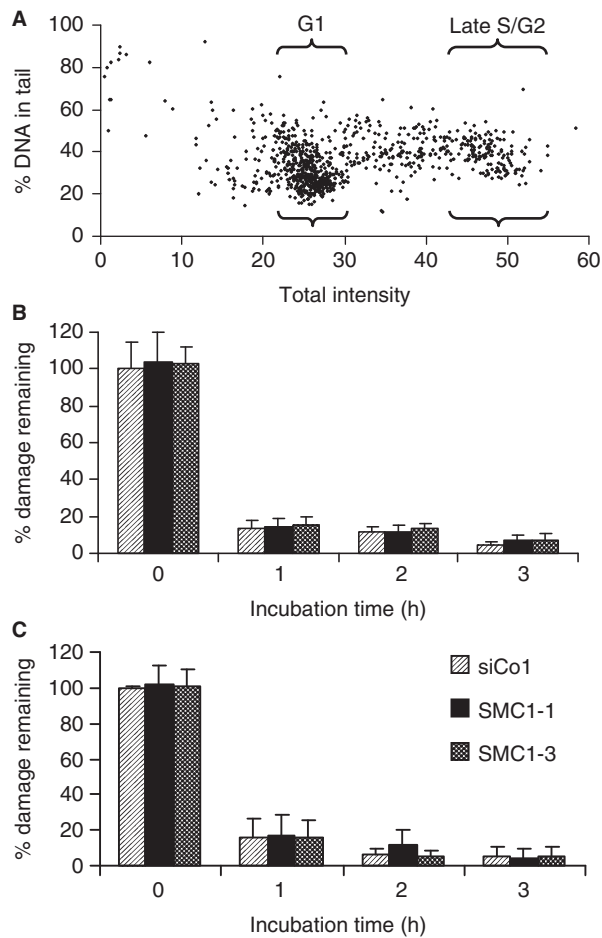 A
G1
Late S/G2
% DNA in tail
100
80
60
40
20
0
0 10 20 30 40 50 60
Total intensity
B
% damage remaining
120
100
80
60
40
20
0
0 1 2 3
Incubation time (h)
C
% damage remaining
120
100
80
60
40
20
0
siCo1
SMC1-1
SMC1-3
0 1 2 3
Incubation time (h)